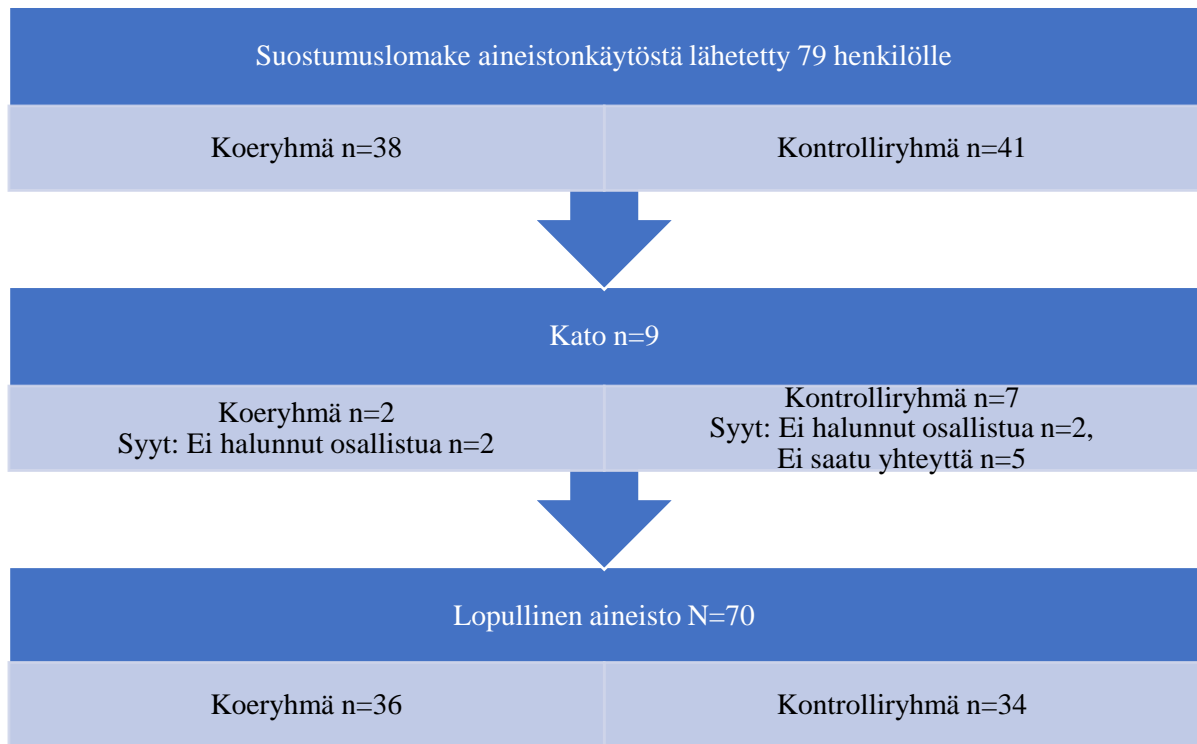 Suostumuslomake aineistonkäytöstä lähetetty 79 henkilölle
Koeryhmä n=38
Kontrolliryhmä n=41
Kato n=9
Koeryhmä n=2
Syyt: Ei halunnut osallistua n=2
Kontrolliryhmä n=7
Syyt: Ei halunnut osallistua n=2,
Ei saatu yhteyttä n=5
Lopullinen aineisto N=70
Koeryhmä n=36
Kontrolliryhmä n=34